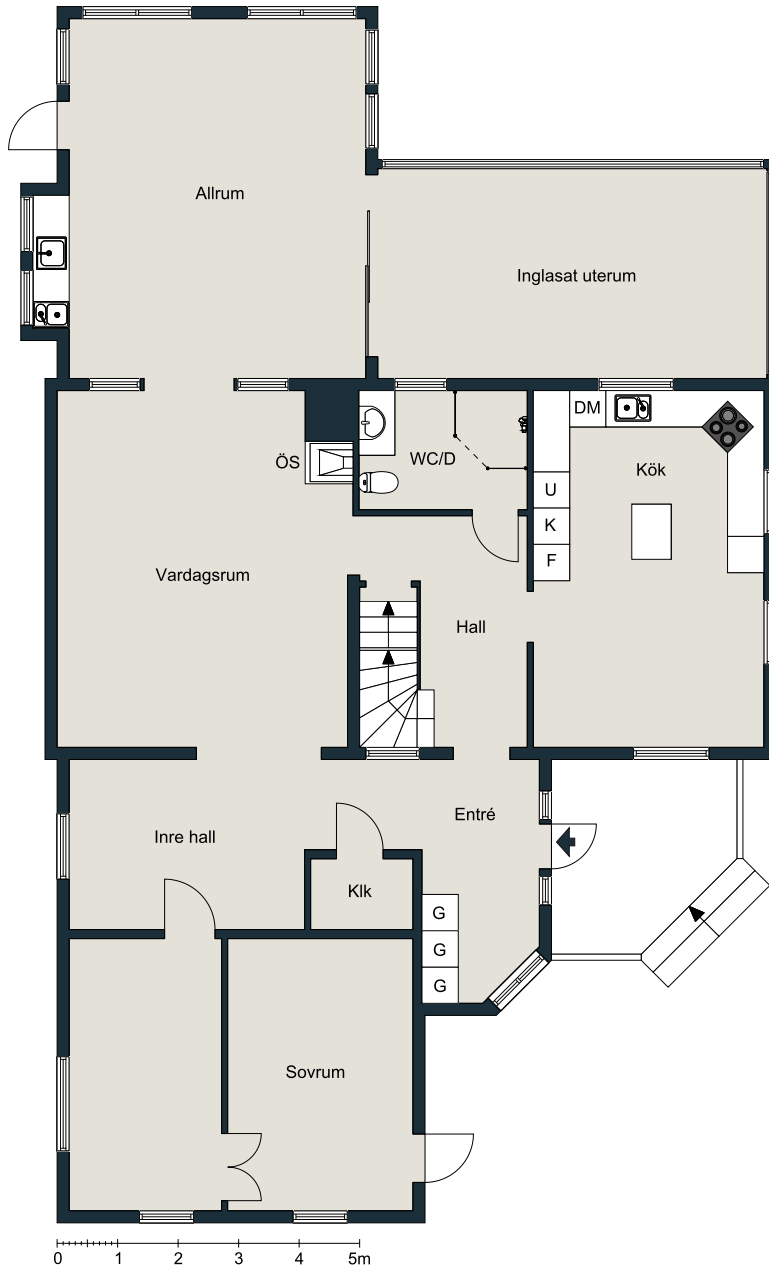 Allrum
Inglasat uterum
DM
ÖS
WC/D
Kök
U
K
F
Vardagsrum
Hall
Entré
Inre hall
Klk
G
G
G
Sovrum
0 1 2 3 4 5m